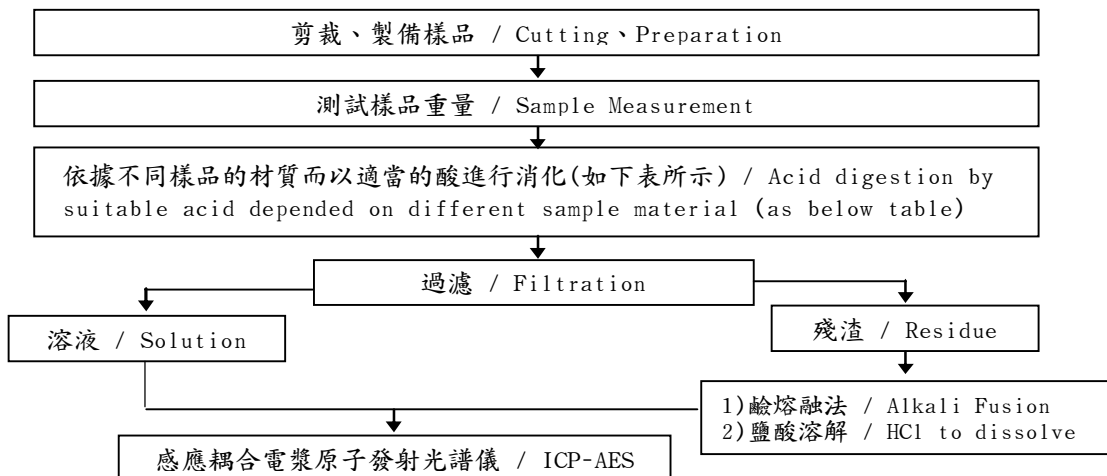 剪裁、製備樣品 / Cutting、Preparation
測試樣品重量 / Sample Measurement
依據不同樣品的材質而以適當的酸進行消化(如下表所示) / Acid digestion by
suitable acid depended on different sample material (as below table)
過濾 / Filtration
溶液 / Solution
殘渣 / Residue
1)鹼熔融法 / Alkali Fusion
2)鹽酸溶解 / HCl to dissolve
感應耦合電漿原子發射光譜儀 / ICP-AES